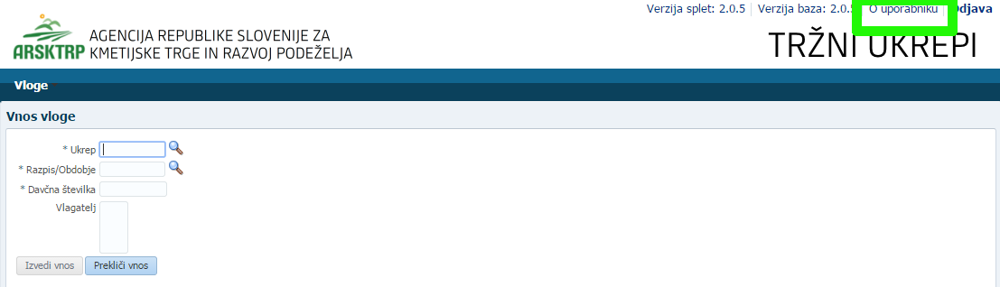 Verzija splet: 2.0.5 Verzija baza: 2.0.5 O uporabniku Odjava
ARSKTRP
AGENCIJA REPUBLIKE SLOVENIJE ZA
KMETIJSKE TRGE IN RAZVOJ PODEŽELJA
TRŽNI UKREPI
Vloge
Vnos vloge
* Ukrep
* Razpis/Obdobje
* Davčna številka
Vlagatelj
Izvedi vnos Prekliči vnos